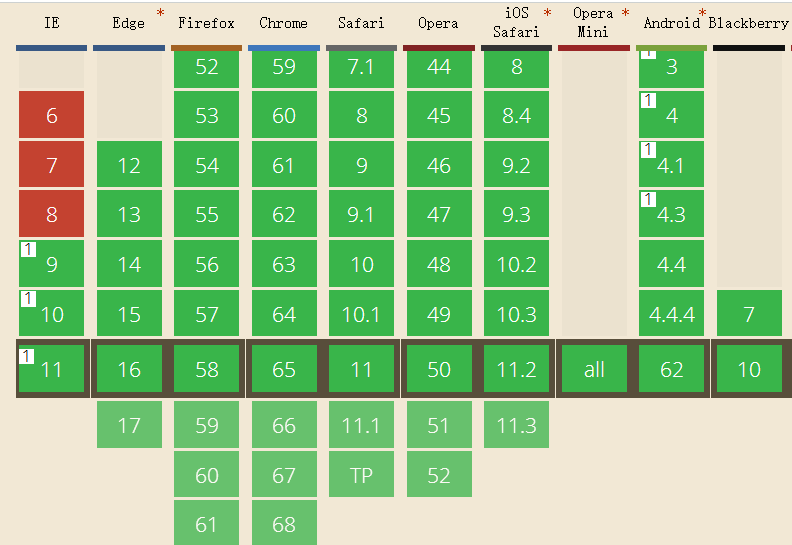 IE Edge * Firefox Chrome Safari Opera iOS Safari * Opera Mini * Android * Blackberry
52 59 7.1 44 8 1 3
6 53 60 8 45 8.4 1 4
7 12 54 61 9 46 9.2 1 4.1
8 13 55 62 9.1 47 9.3 1 4.3
1 9 14 56 63 10 48 10.2 4.4
1 10 15 57 64 10.1 49 10.3 4.4.4 7
1 11 16 58 65 11 50 11.2 all 62 10
17 59 66 11.1 51 11.3
60 67 TP 52
61 68